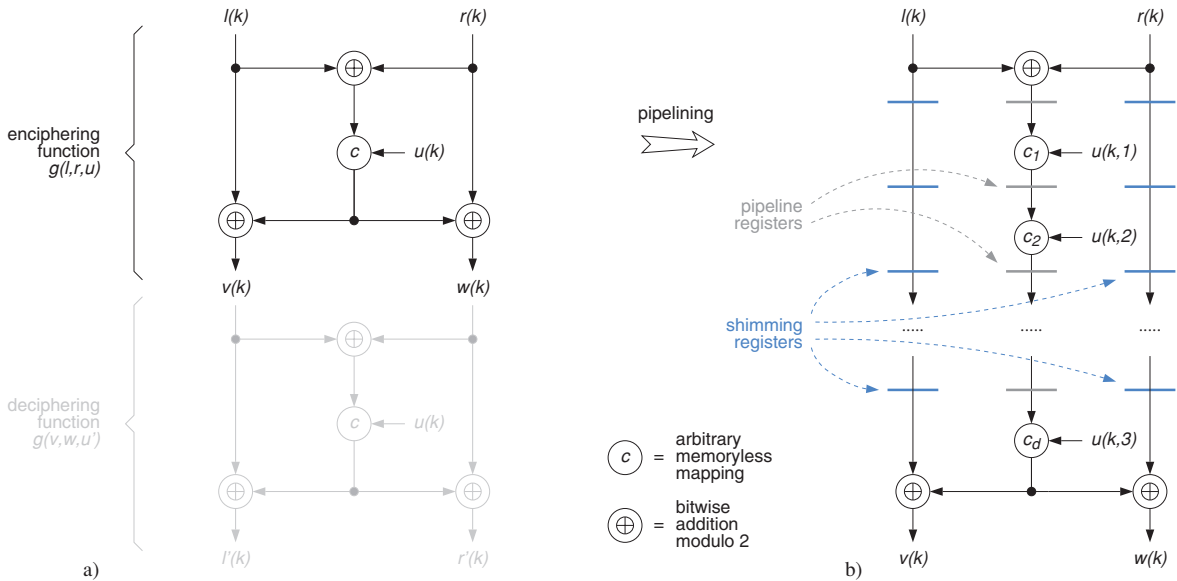 l(k)
r(k)
enciphering
function
g(l,r,u)
c
u(k)
v(k)
w(k)
deciphering
function
g(v,w,u')
c
u(k)
l'(k)
r'(k)
a)
pipelining
l(k)
r(k)
c1
u(k,1)
pipeline
registers
c2
u(k,2)
shimming
registers
.....
.....
.....
cd
u(k,3)
v(k)
w(k)
b)
c
=
arbitrary
memoryless
mapping
=
bitwise
addition
modulo 2